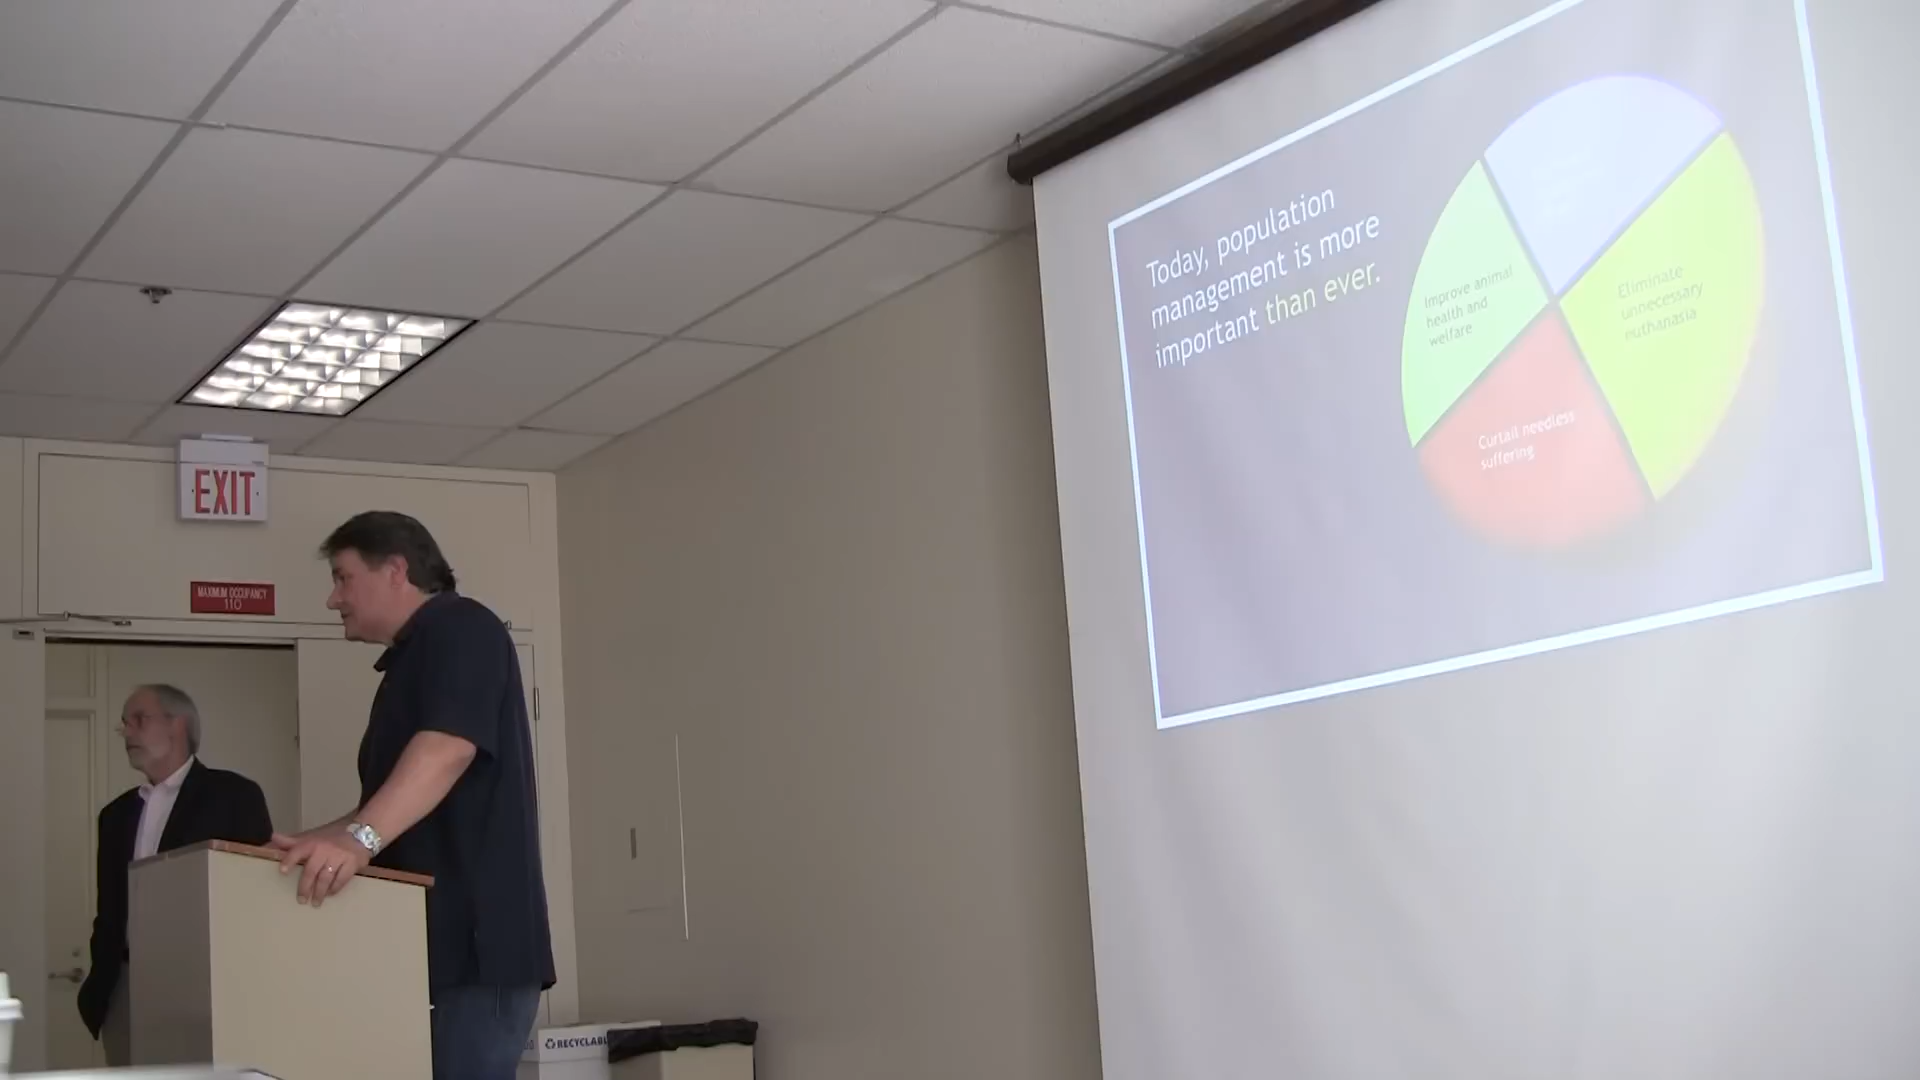 Today, population
management is more
important than ever.
Improve animal
health and
welfare
Eliminate
unnecessary
euthanasia
Curtail needless
suffering
EXIT
MAXIMUM OCCUPANCY
110
RECYCLABL